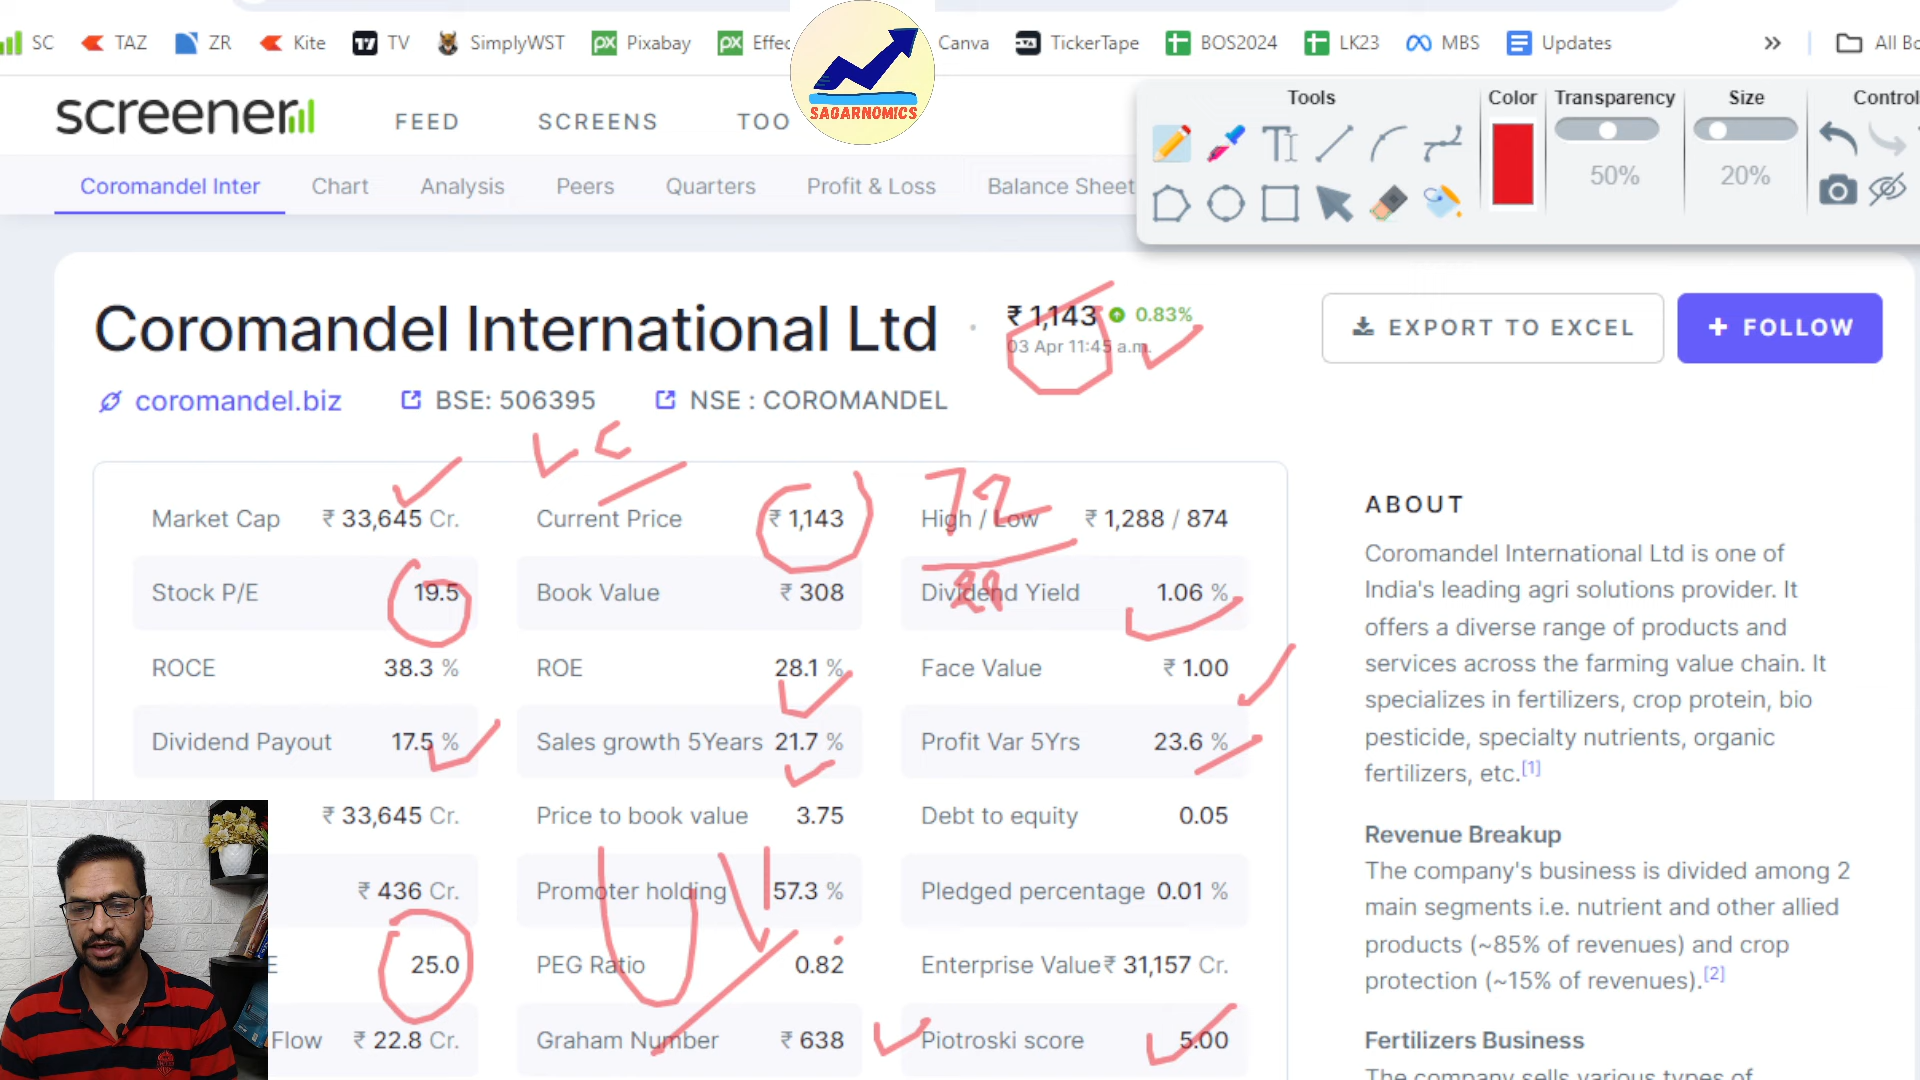 SC TAZ ZR Kite TV SimplyWST Pixabay Effec Canva TickerTape BOS2024 LK23 MBS Updates All Bo
SAGARNOMICS
screener FEED SCREENS TOO
Tools Color Transparency Size Control
50% 20%
Coromandel Inter Chart Analysis Peers Quarters Profit & Loss Balance Sheet
Coromandel International Ltd
₹ 1,143 0.83%
03 Apr 11:45 a.m.
EXPORT TO EXCEL
+ FOLLOW
coromandel.biz BSE: 506395 NSE : COROMANDEL
Market Cap ₹ 33,645 Cr. Current Price ₹ 1,143 High / Low ₹ 1,288 / 874
72
Stock P/E 19.5 Book Value ₹ 308 Dividend Yield 1.06 %
ROCE 38.3 % ROE 28.1 % Face Value ₹ 1.00
Dividend Payout 17.5 % Sales growth 5Years 21.7 % Profit Var 5Yrs 23.6 %
₹ 33,645 Cr. Price to book value 3.75 Debt to equity 0.05
₹ 436 Cr. Promoter holding 57.3 % Pledged percentage 0.01 %
E 25.0 PEG Ratio 0.82 Enterprise Value ₹ 31,157 Cr.
Flow ₹ 22.8 Cr. Graham Number ₹ 638 Piotroski score 5.00
ABOUT
Coromandel International Ltd is one of
India's leading agri solutions provider. It
offers a diverse range of products and
services across the farming value chain. It
specializes in fertilizers, crop protein, bio
pesticide, specialty nutrients, organic
fertilizers, etc.[1]
Revenue Breakup
The company's business is divided among 2
main segments i.e. nutrient and other allied
products (~85% of revenues) and crop
protection (~15% of revenues).[2]
Fertilizers Business
The company sells various types of